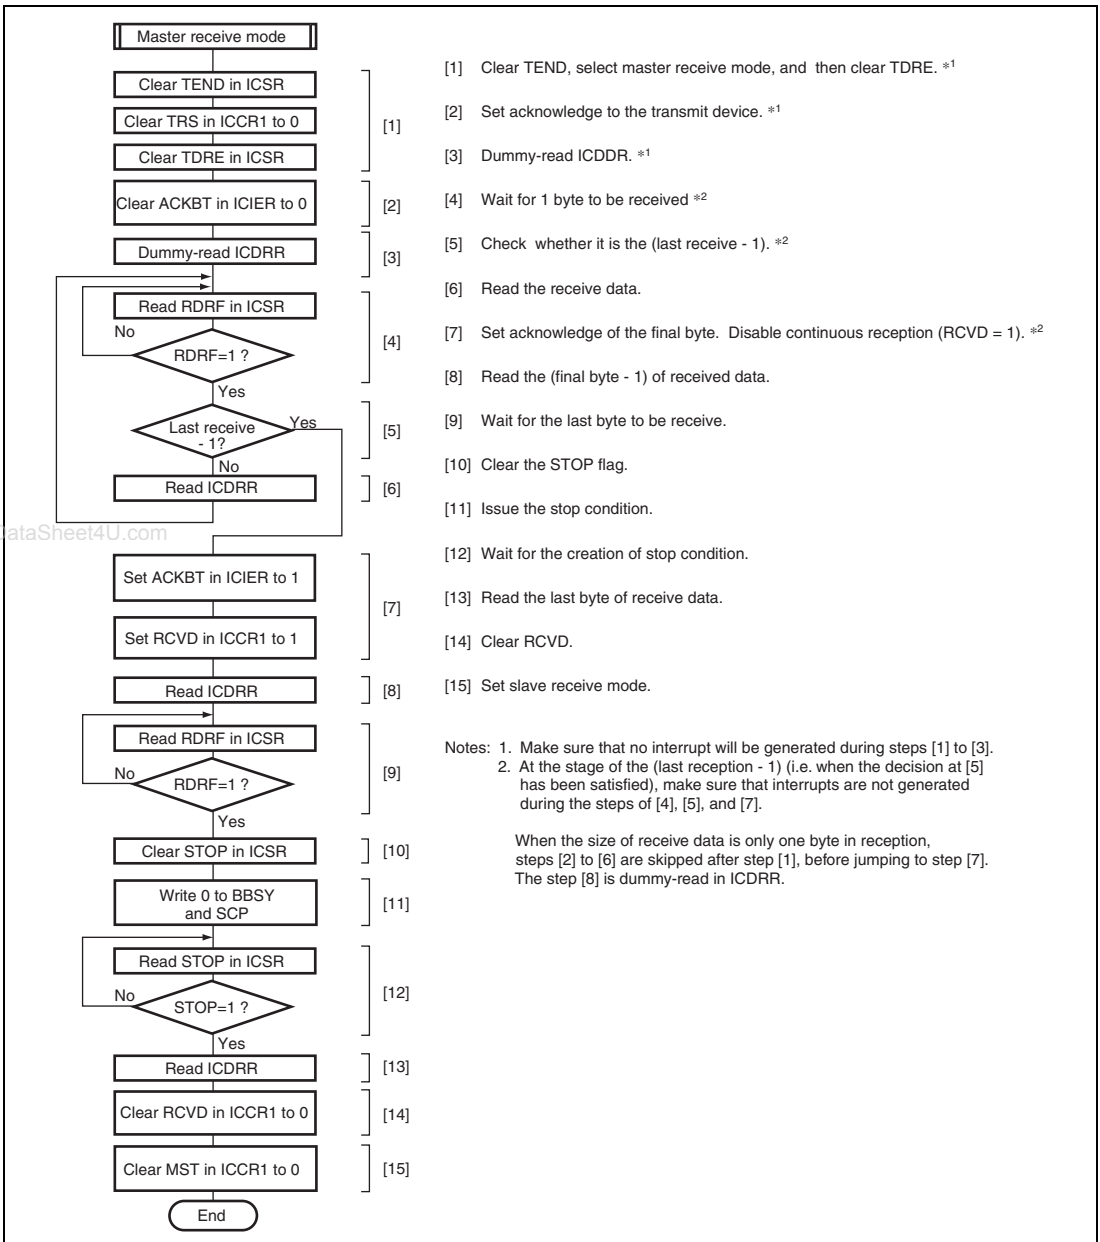 Master receive mode
Clear TEND in ICSR
Clear TRS in ICCR1 to 0
Clear TDRE in ICSR
[1]
Clear ACKBT in ICIER to 0
[2]
Dummy-read ICDRR
[3]
Read RDRF in ICSR
No
RDRF=1 ?
[4]
Yes
Last receive
- 1?
Yes
[5]
No
Read ICDRR
[6]
DataSheet4U.com
Set ACKBT in ICIER to 1
[7]
Set RCVD in ICCR1 to 1
Read ICDRR
[8]
Read RDRF in ICSR
No
RDRF=1 ?
[9]
Yes
Clear STOP in ICSR
[10]
Write 0 to BBSY
and SCP
[11]
Read STOP in ICSR
No
STOP=1 ?
[12]
Yes
Read ICDRR
[13]
Clear RCVD in ICCR1 to 0
[14]
Clear MST in ICCR1 to 0
[15]
End
[1] Clear TEND, select master receive mode, and then clear TDRE. *1
[2] Set acknowledge to the transmit device. *1
[3] Dummy-read ICDDR. *1
[4] Wait for 1 byte to be received *2
[5] Check whether it is the (last receive - 1). *2
[6] Read the receive data.
[7] Set acknowledge of the final byte. Disable continuous reception (RCVD = 1). *2
[8] Read the (final byte - 1) of received data.
[9] Wait for the last byte to be receive.
[10] Clear the STOP flag.
[11] Issue the stop condition.
[12] Wait for the creation of stop condition.
[13] Read the last byte of receive data.
[14] Clear RCVD.
[15] Set slave receive mode.
Notes: 1. Make sure that no interrupt will be generated during steps [1] to [3].
2. At the stage of the (last reception - 1) (i.e. when the decision at [5]
has been satisfied), make sure that interrupts are not generated
during the steps of [4], [5], and [7].
When the size of receive data is only one byte in reception,
steps [2] to [6] are skipped after step [1], before jumping to step [7].
The step [8] is dummy-read in ICDRR.